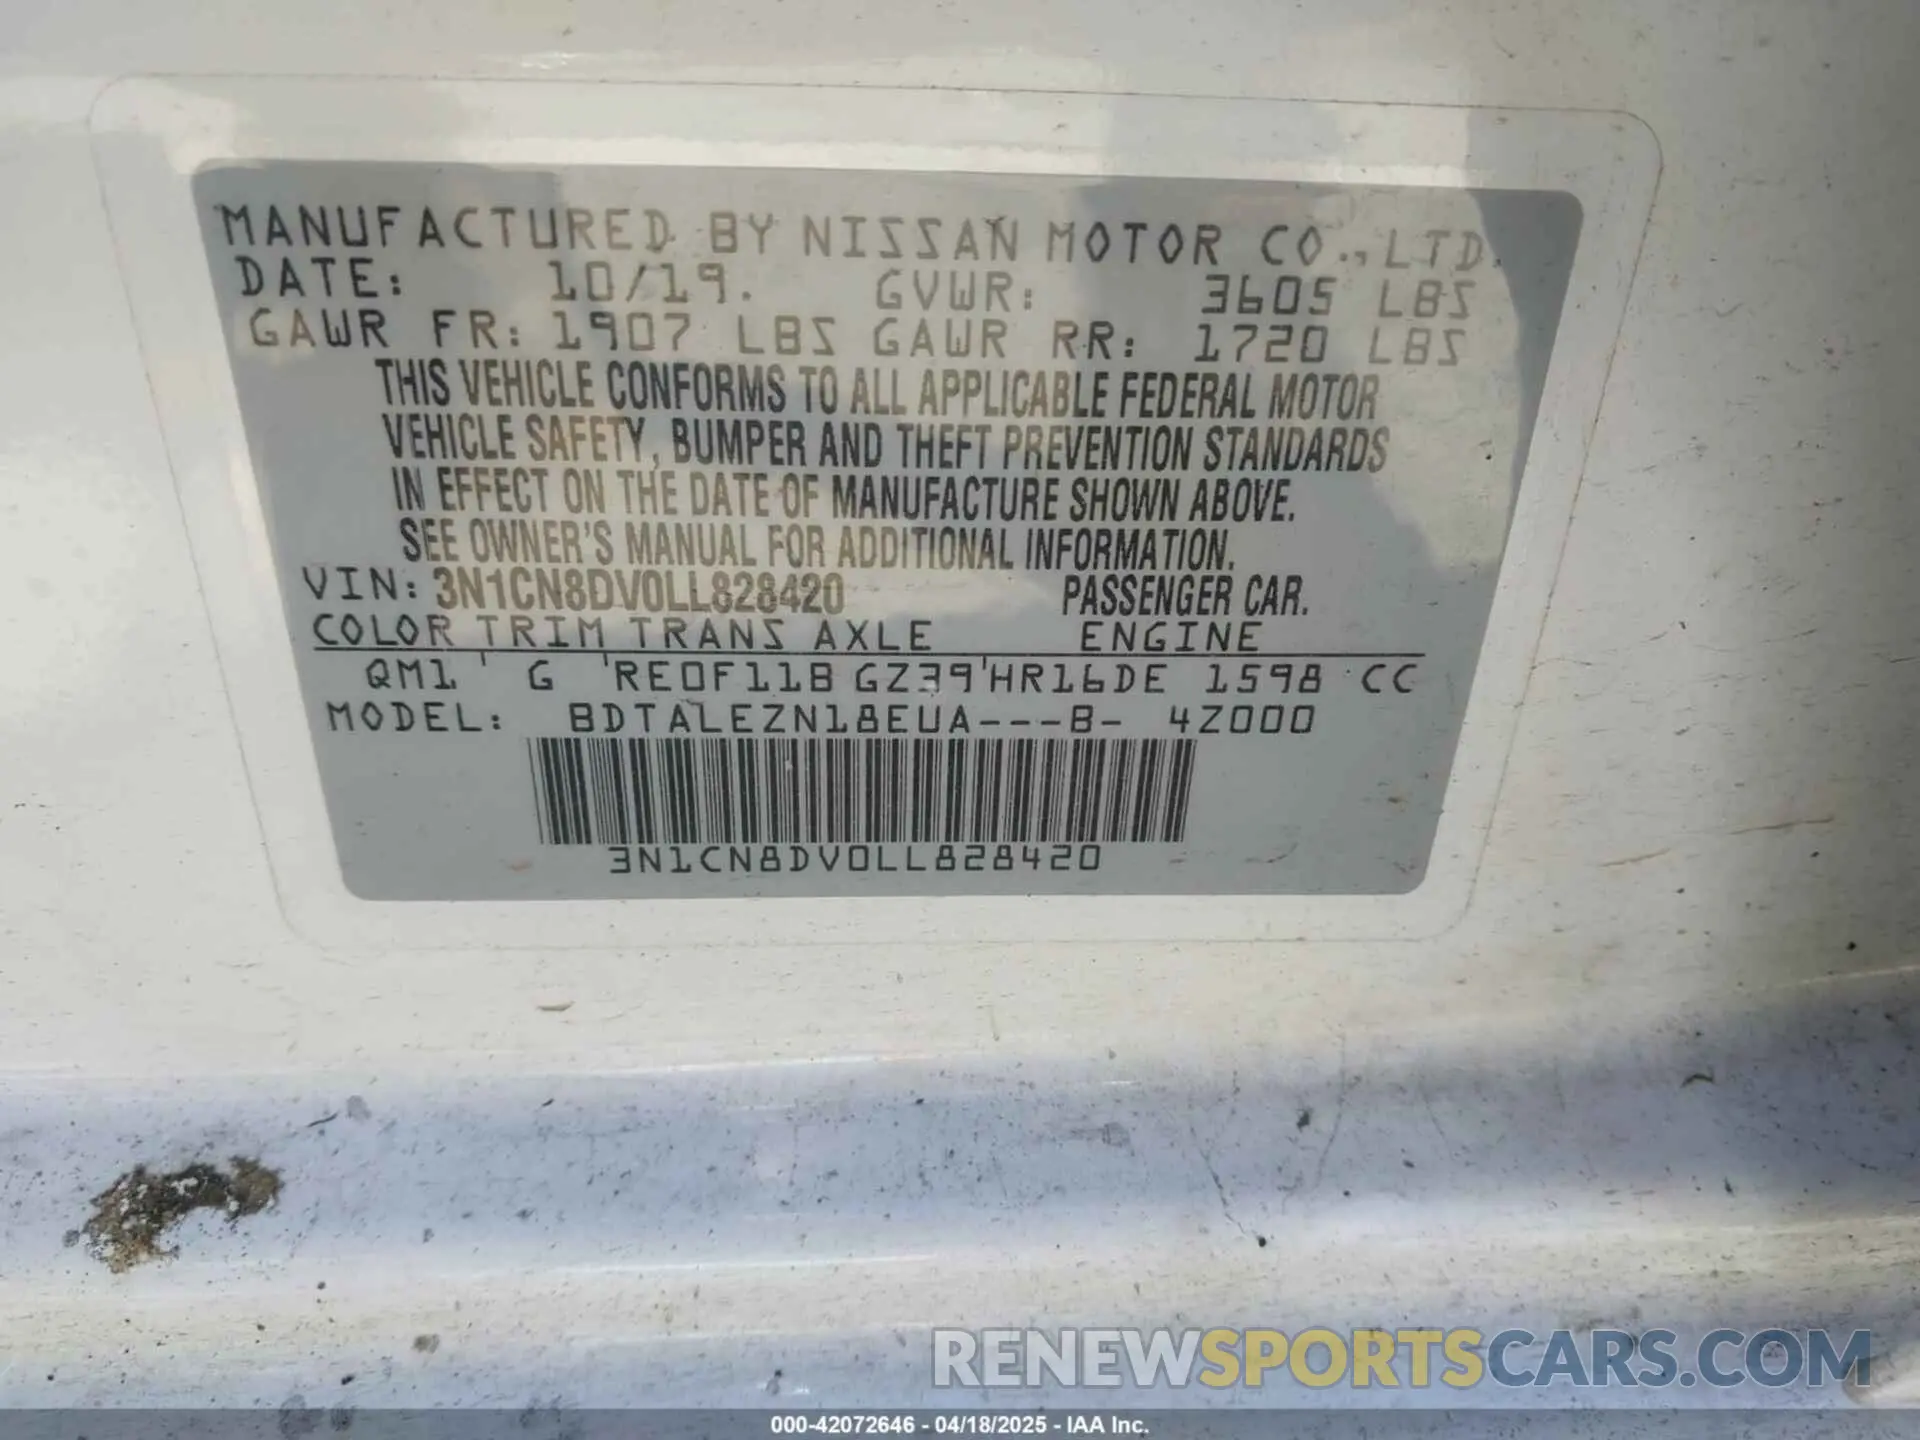 MANUFACTURED BY NISSAN MOTOR CO.,LTD.
DATE: 10/19. GVWR: 3605 LBS
GAWR FR: 1907 LBS GAWR RR: 1720 LBS
THIS VEHICLE CONFORMS TO ALL APPLICABLE FEDERAL MOTOR
VEHICLE SAFETY, BUMPER AND THEFT PREVENTION STANDARDS
IN EFFECT ON THE DATE OF MANUFACTURE SHOWN ABOVE.
SEE OWNER'S MANUAL FOR ADDITIONAL INFORMATION.
VIN: 3N1CN8DV0LL828420 PASSENGER CAR.
COLOR TRIM TRANS AXLE ENGINE
QM1 ' G 'RE0F11B GZ39'HR16DE 1598 CC
MODEL: BDTALEZN18EUA---B- 4Z000
3N1CN8DV0LL828420
RENEWSPORTSCARS.COM
000-42072646 - 04/18/2025 - IAA Inc.